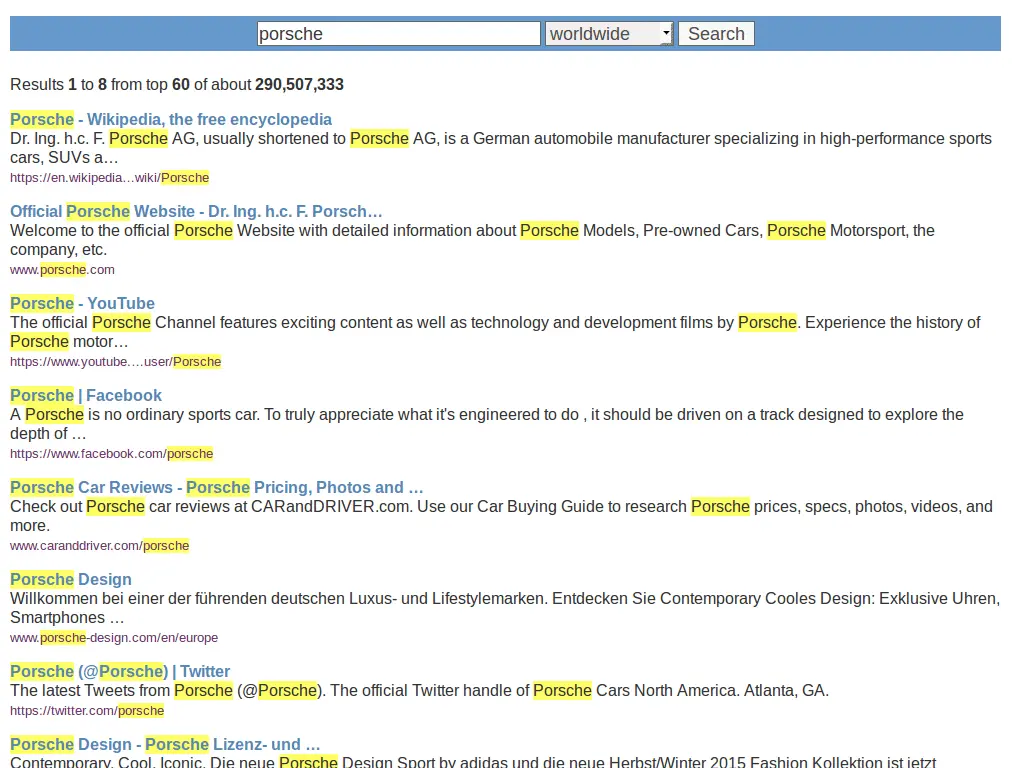 porsche worldwide Search
Results 1 to 8 from top 60 of about 290,507,333
Porsche - Wikipedia, the free encyclopedia
Dr. Ing. h.c. F. Porsche AG, usually shortened to Porsche AG, is a German automobile manufacturer specializing in high-performance sports
cars, SUVs a…
https://en.wikipedia…wiki/Porsche
Official Porsche Website - Dr. Ing. h.c. F. Porsch…
Welcome to the official Porsche Website with detailed information about Porsche Models, Pre-owned Cars, Porsche Motorsport, the
company, etc.
www.porsche.com
Porsche - YouTube
The official Porsche Channel features exciting content as well as technology and development films by Porsche. Experience the history of
Porsche motor…
https://www.youtube.…user/Porsche
Porsche | Facebook
A Porsche is no ordinary sports car. To truly appreciate what it's engineered to do , it should be driven on a track designed to explore the
depth of …
https://www.facebook.com/porsche
Porsche Car Reviews - Porsche Pricing, Photos and …
Check out Porsche car reviews at CARandDRIVER.com. Use our Car Buying Guide to research Porsche prices, specs, photos, videos, and
more.
www.caranddriver.com/porsche
Porsche Design
Willkommen bei einer der führenden deutschen Luxus- und Lifestylemarken. Entdecken Sie Contemporary Cooles Design: Exklusive Uhren,
Smartphones …
www.porsche-design.com/en/europe
Porsche (@Porsche) | Twitter
The latest Tweets from Porsche (@Porsche). The official Twitter handle of Porsche Cars North America. Atlanta, GA.
https://twitter.com/porsche
Porsche Design - Porsche Lizenz- und …
Contemporary. Cool. Iconic. Die neue Porsche Design Sport by adidas und die neue Herbst/Winter 2015 Fashion Kollektion ist jetzt